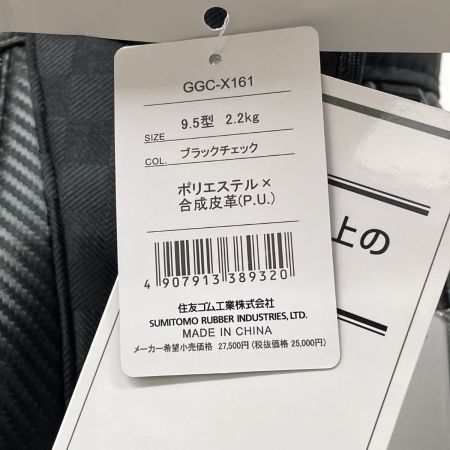 GGC-X161
SIZE 9.5型 2.2kg
COL. ブラックチェック
ポリエステル×
合成皮革(P.U.)
4 907913 389320
住友ゴム工業株式会社
SUMITOMO RUBBER INDUSTRIES, LTD.
MADE IN CHINA
メーカー希望小売価格 27,500円 (税抜価格 25,000円)
上の